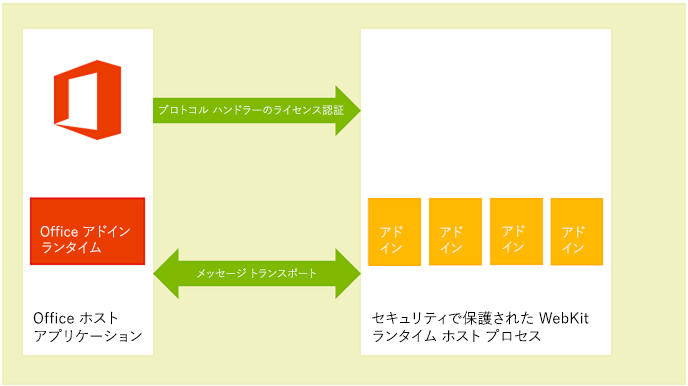 プロトコル ハンドラーのライセンス認証
Office アドイン
ランタイム
アド
イン
アド
イン
アド
イン
アド
イン
メッセージ トランスポート
Office ホスト
アプリケーション
セキュリティで保護された WebKit
ランタイム ホスト プロセス